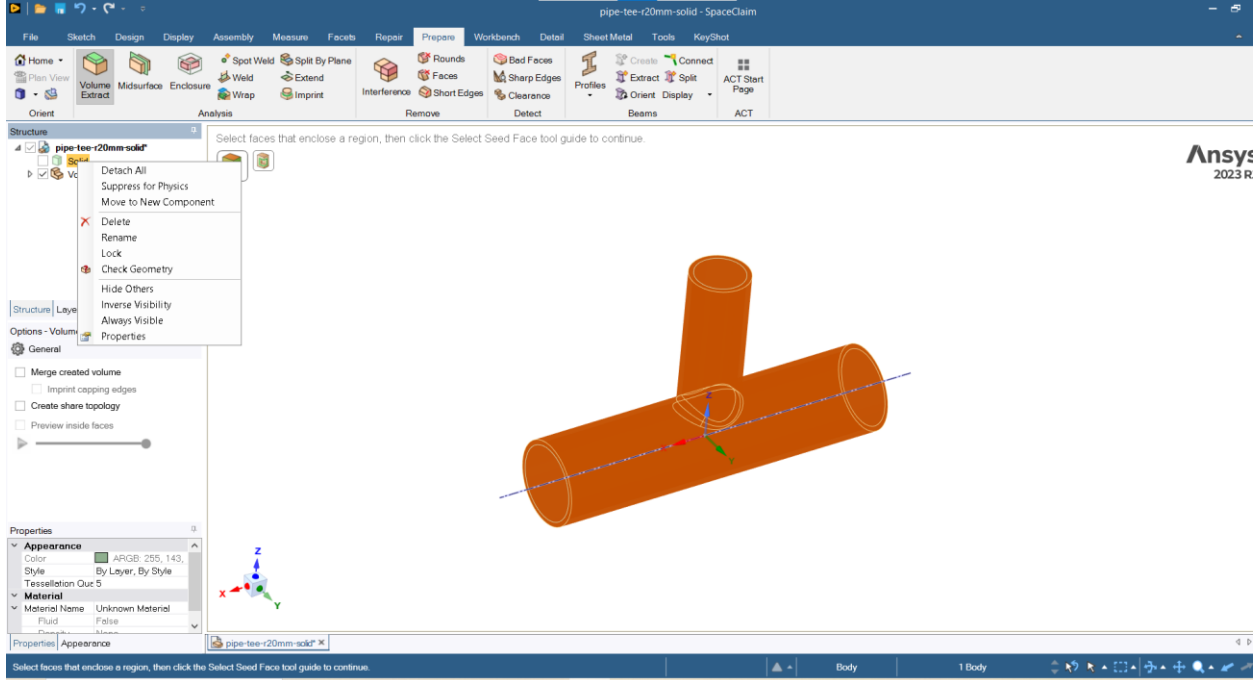 pipe-tee-r20mm-solid - SpaceClaim
File Sketch Design Display Assembly Measure Facets Repair Prepare Workbench Detail Sheet Metal Tools KeyShot
Home
Plan View
Orient
Volume Extract
Midsurface
Enclosure
Spot Weld
Weld
Wrap
Split By Plane
Extend
Imprint
Analysis
Interference
Rounds
Faces
Short Edges
Remove
Bad Faces
Sharp Edges
Clearance
Detect
Profiles
Create
Connect
Extract
Split
Orient
Display
Beams
ACT Start Page
ACT
Structure
pipe-tee-r20mm-solid*
Solid
Detach All
Suppress for Physics
Move to New Component
Delete
Rename
Lock
Check Geometry
Hide Others
Inverse Visibility
Always Visible
Properties
Structure
General
Merge created volume
Imprint capping edges
Create share topology
Preview inside faces
Properties
Appearance
Color ARGB: 255, 143,
Style By Layer, By Style
Tessellation Qua 5
Material
Material Name Unknown Material
Fluid False
Properties Appearance
Select faces that enclose a region, then click the Select Seed Face tool guide to continue.
Ansys
2023 R
Z
Y
Z
X
Y
pipe-tee-r20mm-solid*
Select faces that enclose a region, then click the Select Seed Face tool guide to continue.
Body
1 Body